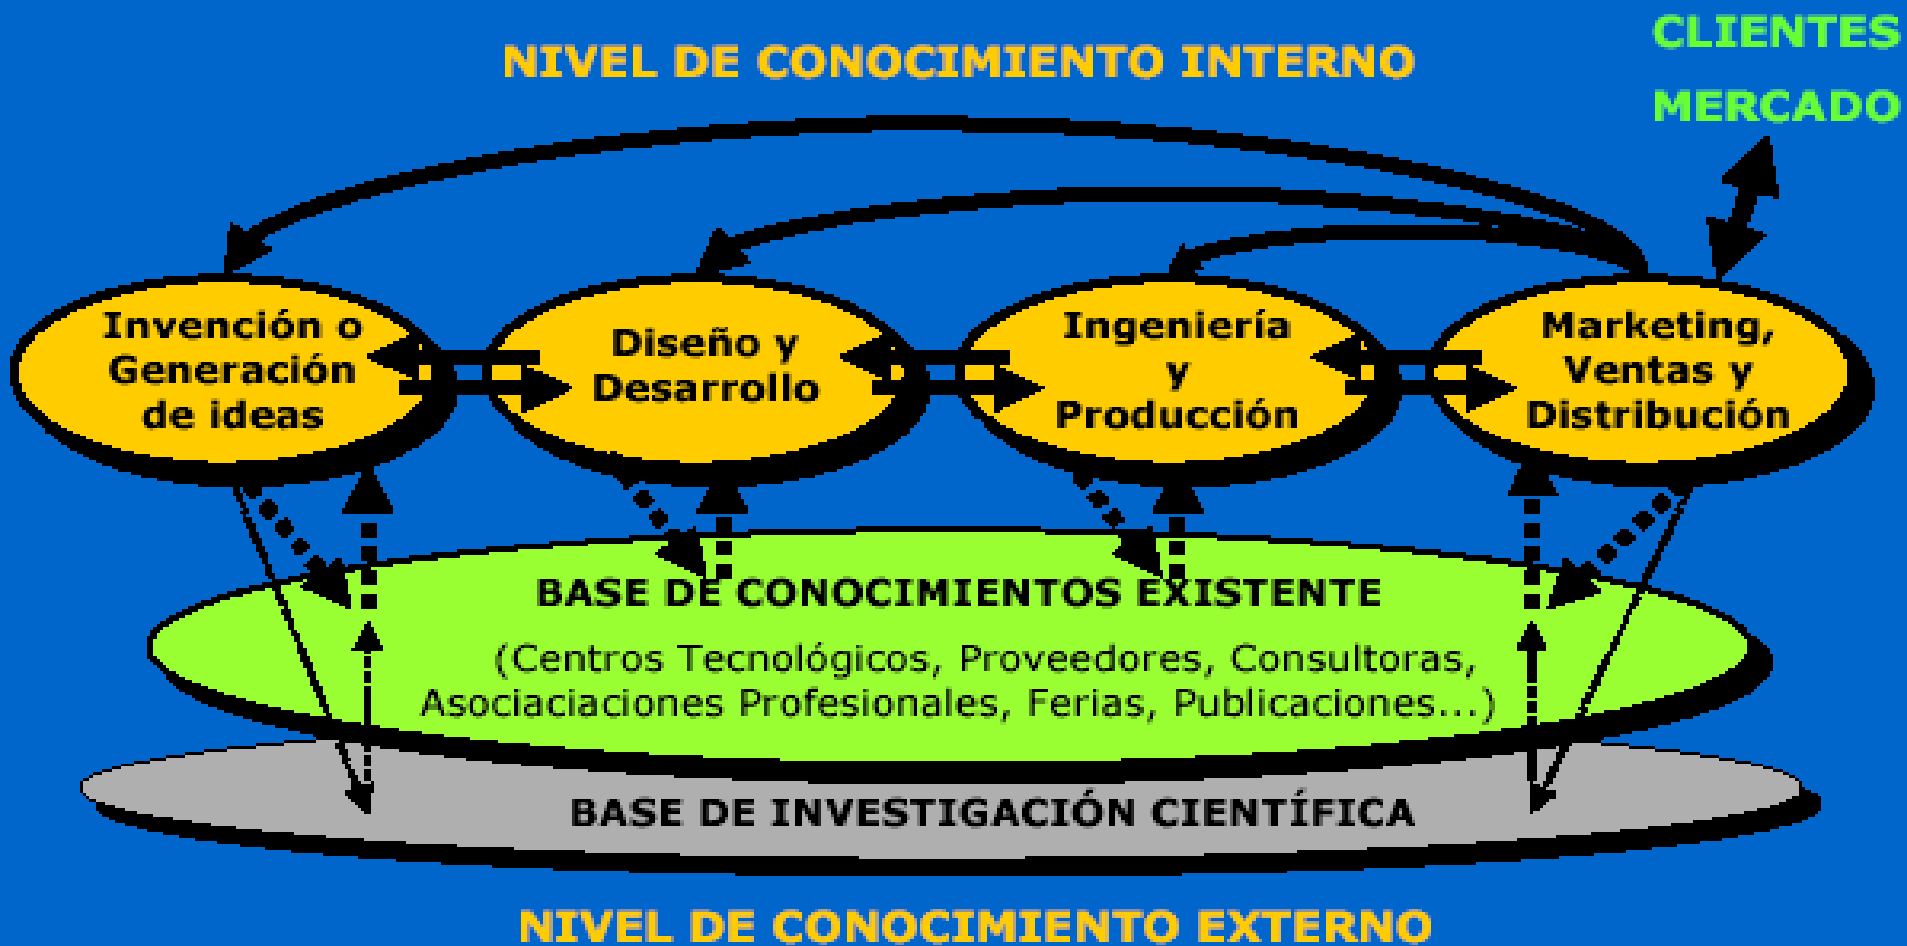 CLIENTES
NIVEL DE CONOCIMIENTO INTERNO
MERCADO
Invención o
Generación
de ideas
Diseño y
Desarrollo
Ingeniería
y
Producción
Marketing,
Ventas y
Distribución
BASE DE CONOCIMIENTOS EXISTENTE
(Centros Tecnológicos, Proveedores, Consultoras,
Asociaciaciones Profesionales, Ferias, Publicaciones...)
BASE DE INVESTIGACIÓN CIENTÍFICA
NIVEL DE CONOCIMIENTO EXTERNO